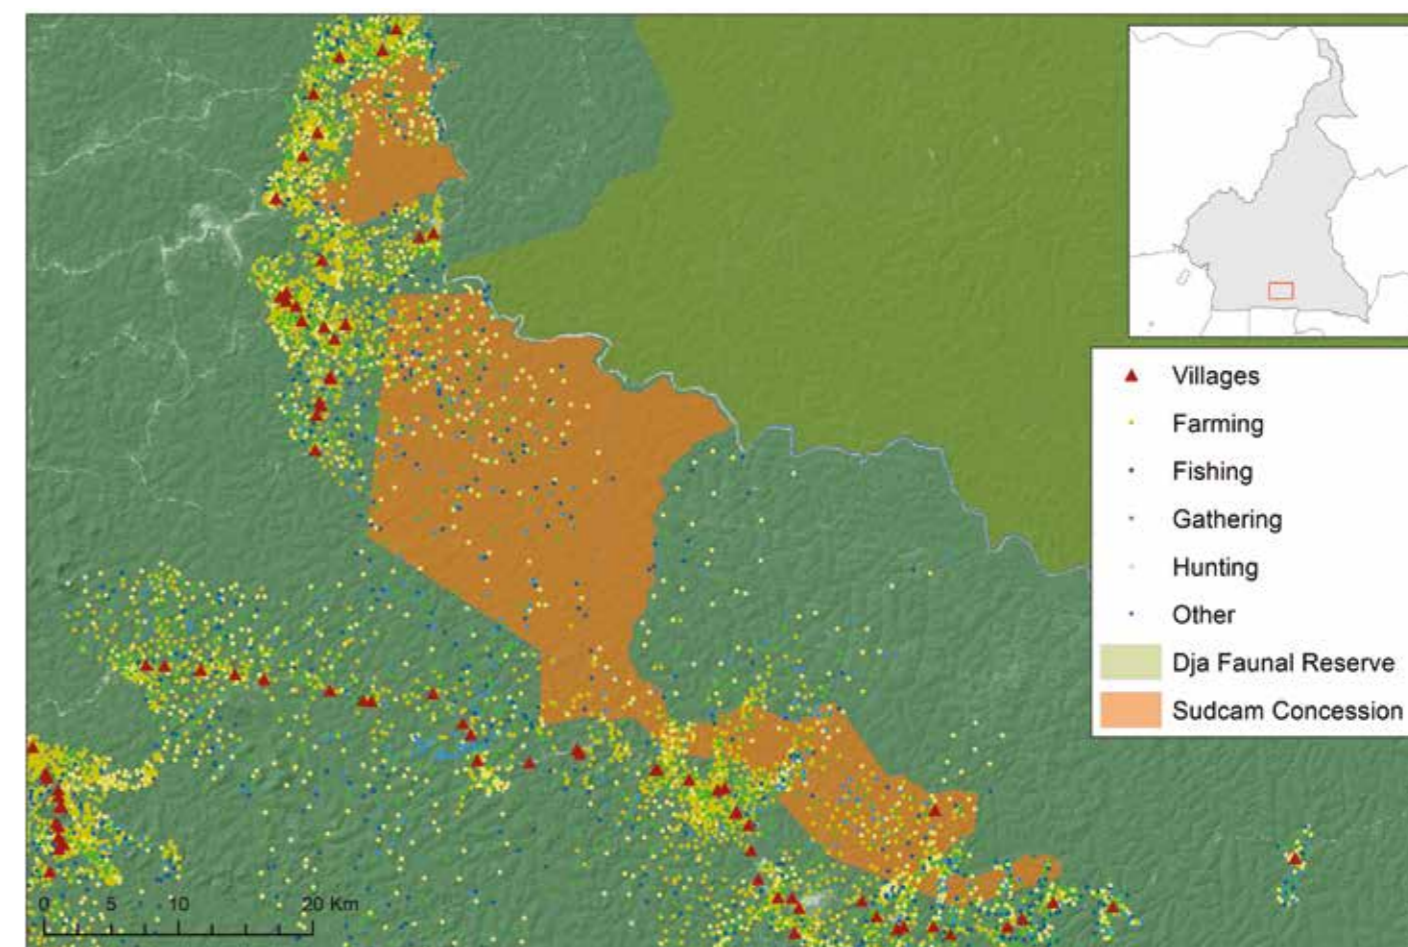 Villages
Farming
Fishing
Gathering
Hunting
Other
Dja Faunal Reserve
Sudcam Concession
0 5 10 20 Km